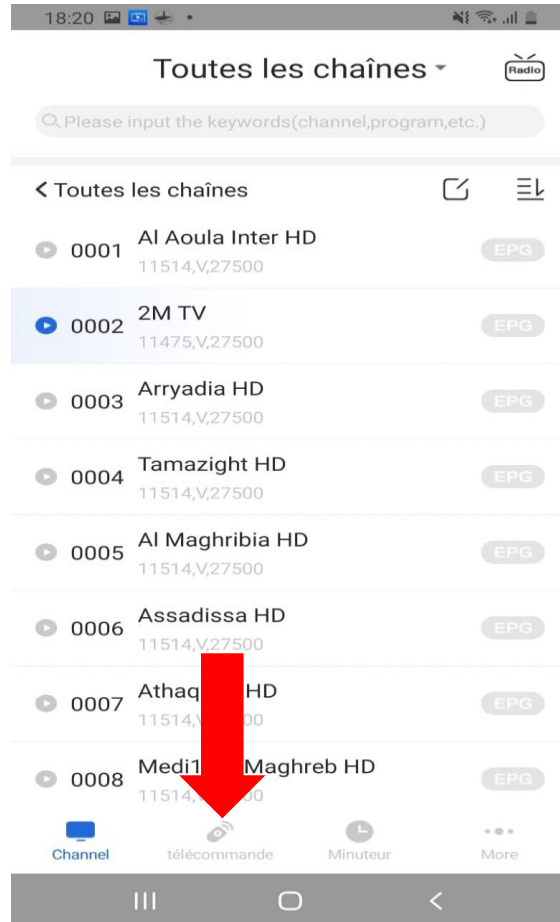 18:20
Toutes les chaînes
Radio
Please input the keywords(channel,program,etc.)
Toutes les chaînes
0001 Al Aoula Inter HD EPG
11514,V,27500
0002 2M TV EPG
11475,V,27500
0003 Arryadia HD EPG
11514,V,27500
0004 Tamazight HD EPG
11514,V,27500
0005 Al Maghribia HD EPG
11514,V,27500
0006 Assadissa HD EPG
11514,V,27500
0007 HD EPG
0008 Maghreb HD EPG
Channel télécommande Minuteur More